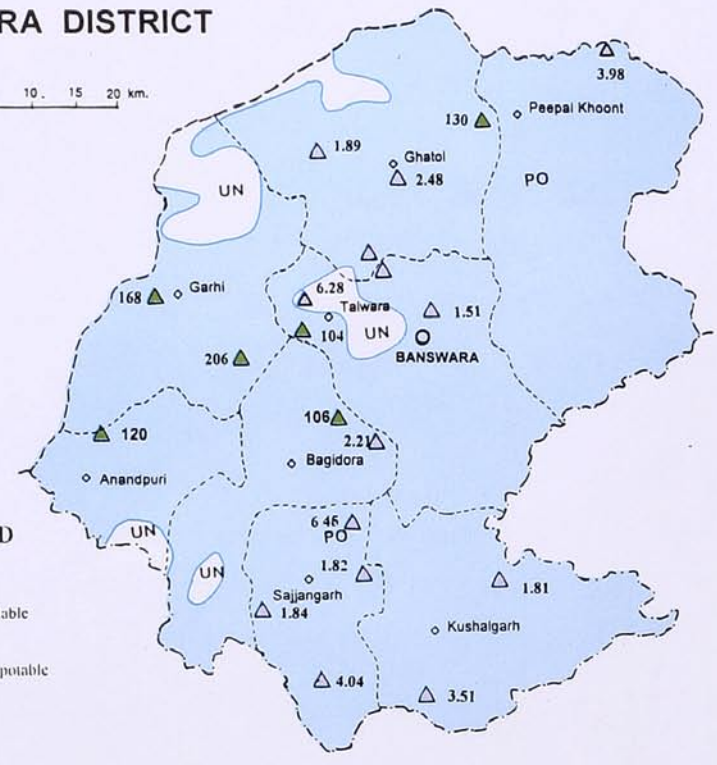 RA DISTRICT
10. 15 20 km.
3.98
130
Peepal Khoont
1.89
Ghatol
2.48
PO
UN
168
Garhi
6.28
Talwara
1.51
UN
104
BANSWARA
206
106
120
2.21
Bagidora
Anandpuri
6 46
PO
UN
D
UN
1.82
1.81
Sajjangarh
able
1.84
Kushalgarh
potable
4.04
3.51